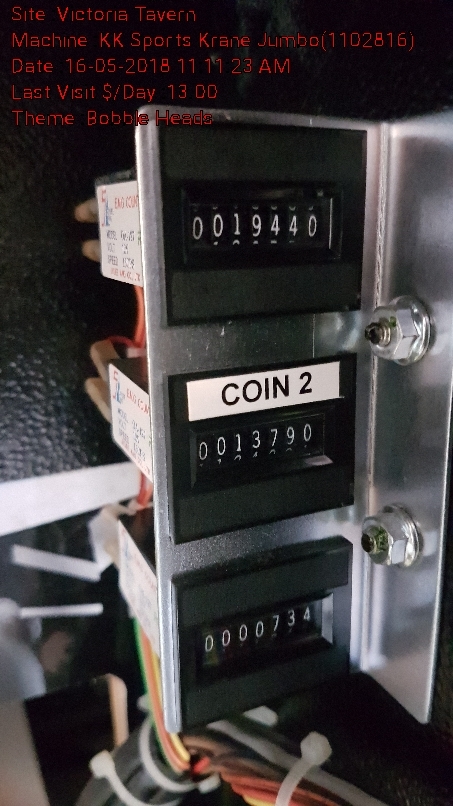 Site Victoria Tavern
Machine KK Sports Krane Jumbo(1102816)
Date 16-05-2018 11 11 23 AM
Last Visit $/Day 13 00
Theme Bobble Heads
0019440
COIN 2
0013790
0000734